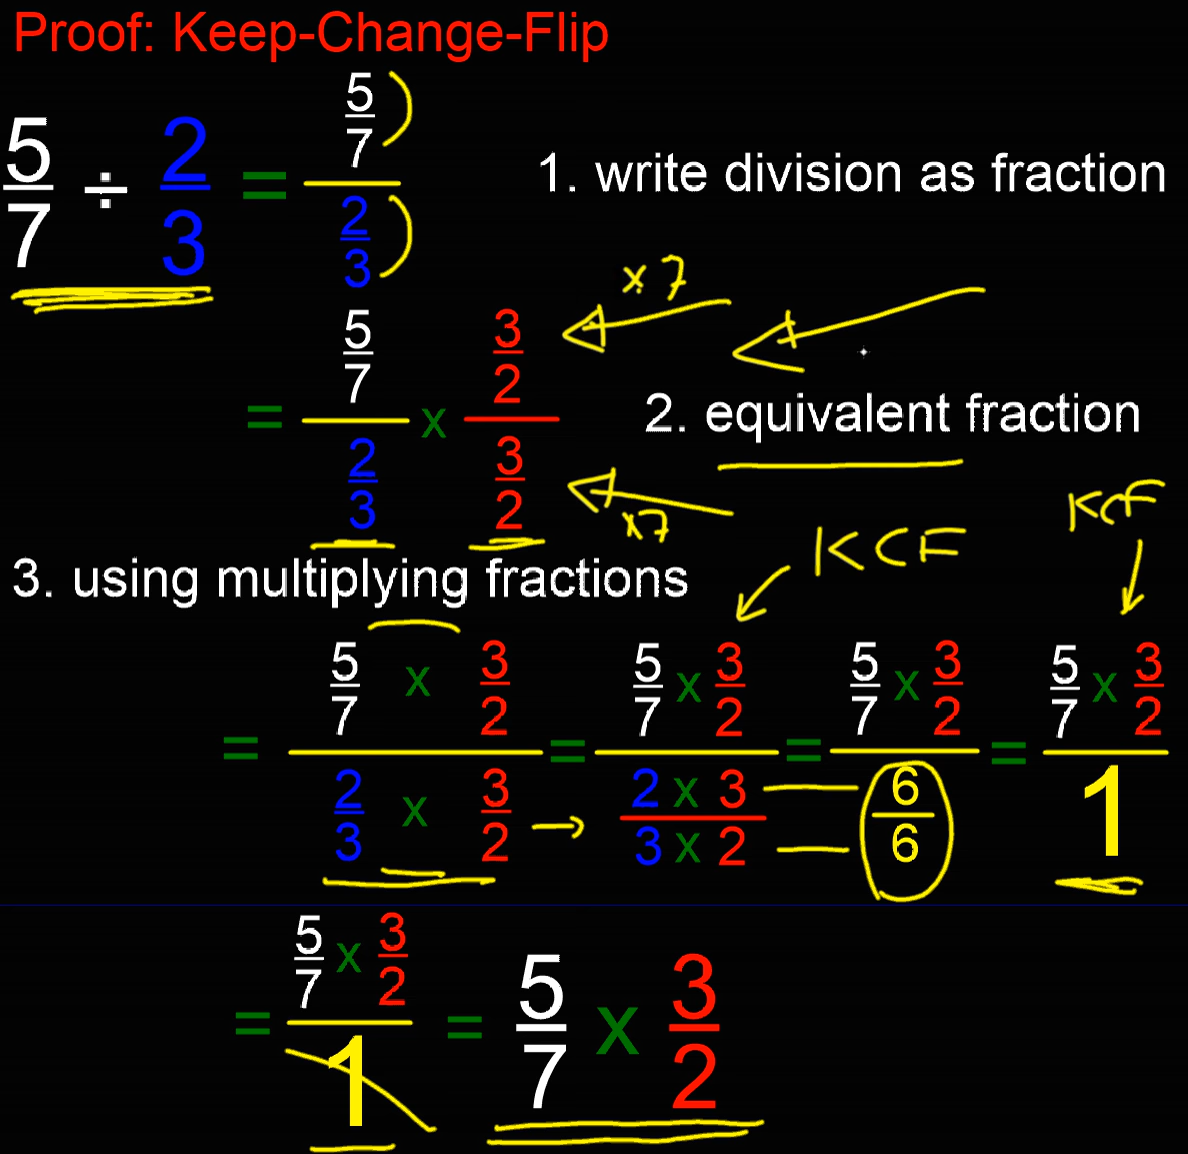 Proof: Keep-Change-Flip
5/7 ÷ 2/3 = (5/7)/(2/3)
1. write division as fraction
x 7
= (5/7)/(2/3) x (3/2)/(3/2)
2. equivalent fraction
x7
KCF
KCF
3. using multiplying fractions
= (5/7 x 3/2)/(2/3 x 3/2) = (5/7 x 3/2)/((2 x 3)/(3 x 2)) = (5/7 x 3/2)/(6/6) = (5/7 x 3/2)/1
= (5/7 x 3/2)/1 = 5/7 x 3/2